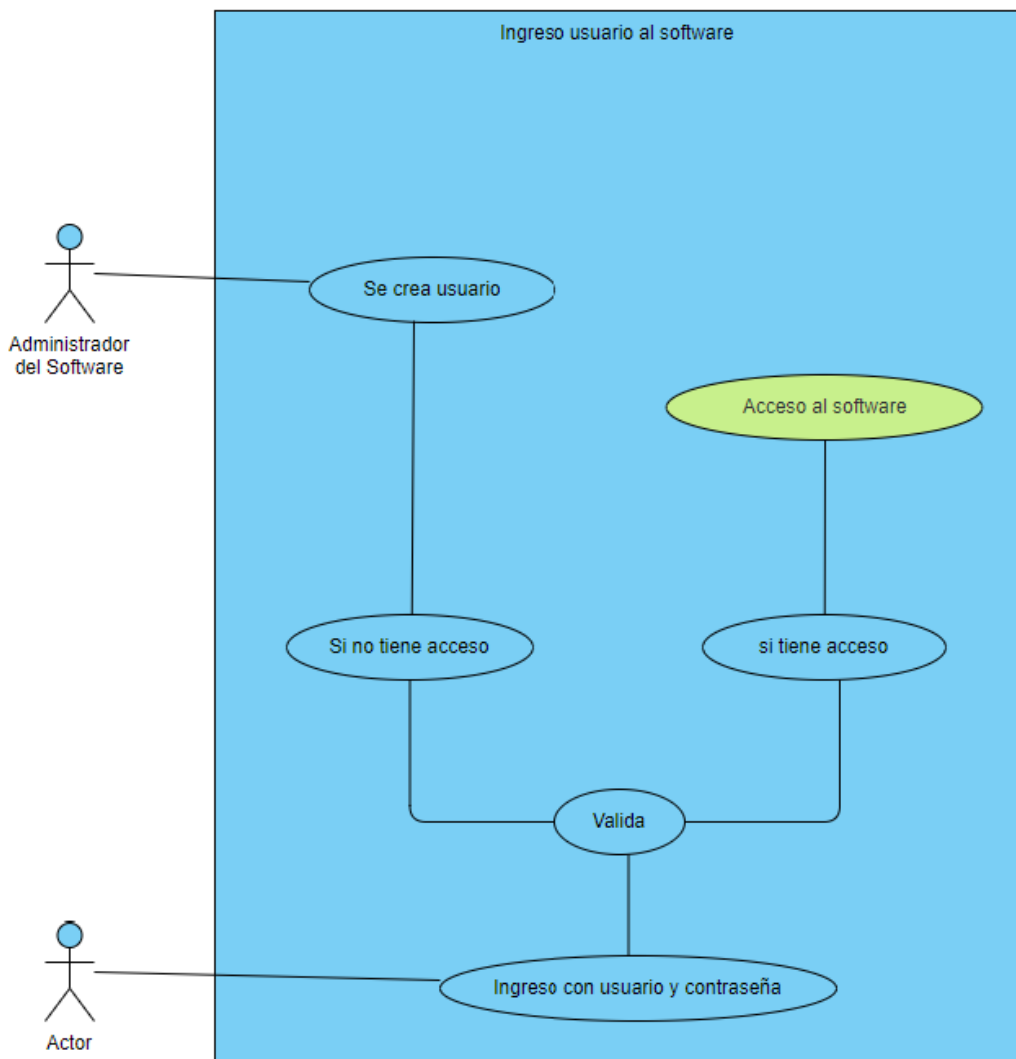 Ingreso usuario al software
Se crea usuario
Administrador
del Software
Acceso al software
Si no tiene acceso
si tiene acceso
Valida
Ingreso con usuario y contraseña
Actor